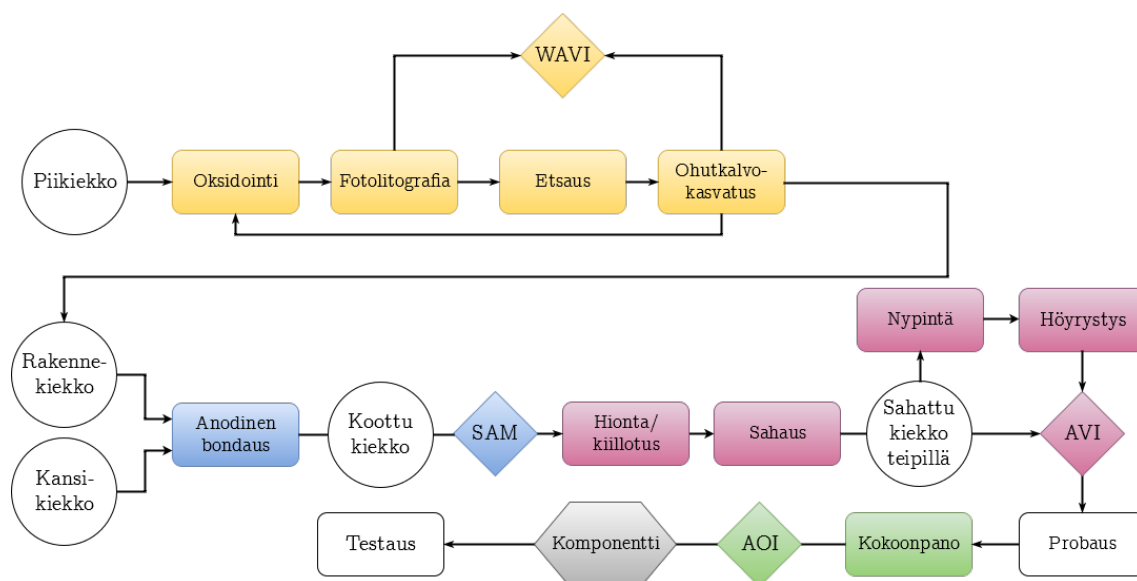 WAVI
Piikiekko
Oksidointi
Fotolitografia
Etsaus
Ohutkalvo-
kasvatus
Nypintä
Höyrystys
Rakenne-
kiekko
Kansi-
kiekko
Anodinen
bondaus
Koottu
kiekko
SAM
Hionta/
kiillotus
Sahaus
Sahattu
kiekko
teipillä
AVI
Testaus
Komponentti
AOI
Kokoonpano
Probaus